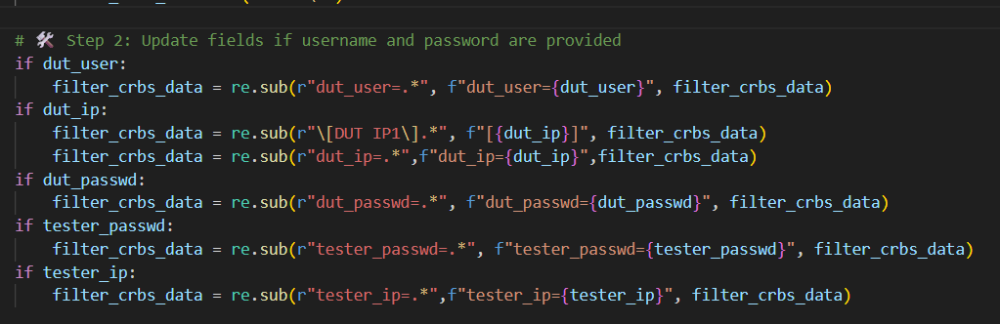 # 🛠 Step 2: Update fields if username and password are provided
if dut_user:
    filter_crbs_data = re.sub(r"dut_user=.*", f"dut_user={dut_user}", filter_crbs_data)
if dut_ip:
    filter_crbs_data = re.sub(r"\[DUT IP1\].*", f"[{dut_ip}]", filter_crbs_data)
    filter_crbs_data = re.sub(r"dut_ip=.*",f"dut_ip={dut_ip}",filter_crbs_data)
if dut_passwd:
    filter_crbs_data = re.sub(r"dut_passwd=.*", f"dut_passwd={dut_passwd}", filter_crbs_data)
if tester_passwd:
    filter_crbs_data = re.sub(r"tester_passwd=.*", f"tester_passwd={tester_passwd}", filter_crbs_data)
if tester_ip:
    filter_crbs_data = re.sub(r"tester_ip=.*",f"tester_ip={tester_ip}", filter_crbs_data)